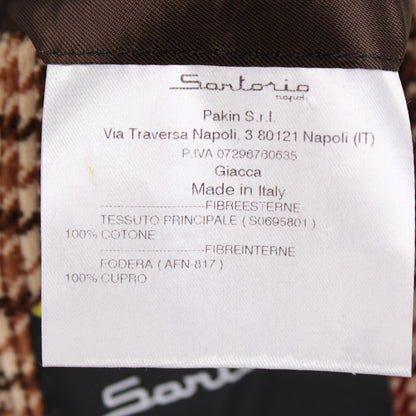 Sartorio
napoli
Pakin S.r.l.
Via Traversa Napoli, 3 80121 Napoli (IT)
P.IVA 07296760635
Giacca
Made in Italy
----------------------FIBREESTERNE
TESSUTO PRINCIPALE ( S0695801 )
100% COTONE
----------------------FIBREINTERNE
FODERA ( AFN-817 )
100% CUPRO
Sartorio